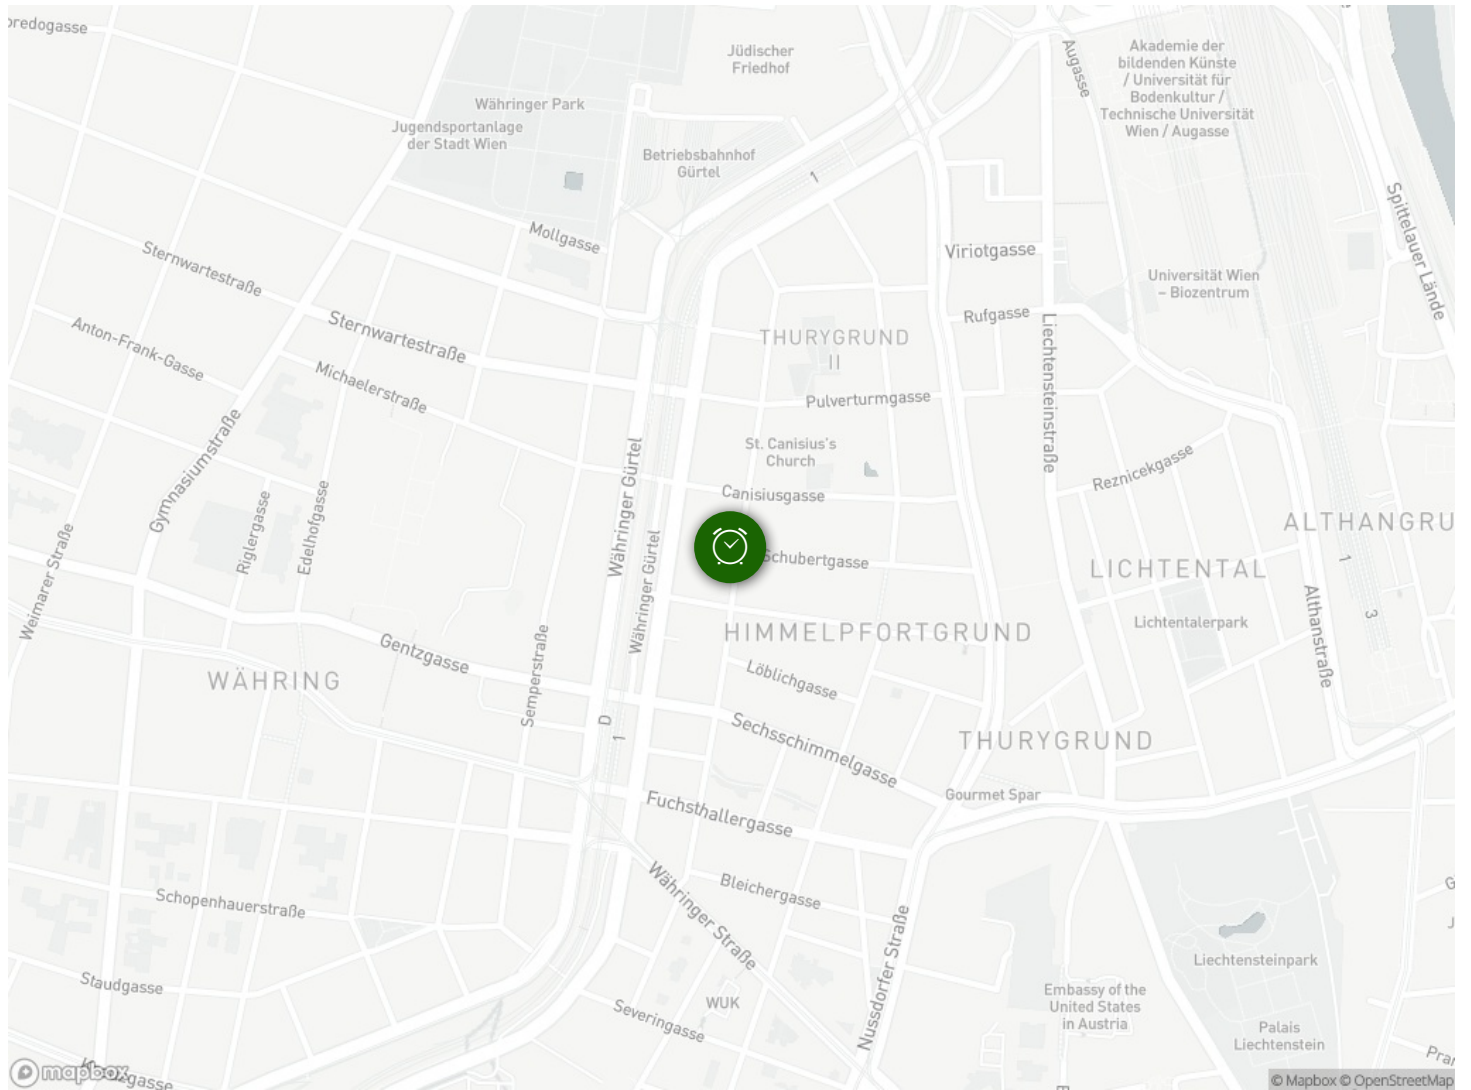 Jüdischer
Friedhof
Augasse
Akademie der
bildenden Künste
/ Universität für
Bodenkultur /
Technische Universität
Wien / Augasse
Währinger Park
Jugendsportanlage
der Stadt Wien
Betriebsbahnhof
Gürtel
1
Spittelauer Lände
Mollgasse
Viriotgasse
Sternwartestraße
Universität Wien
– Biozentrum
Rufgasse
Sternwartestraße
Anton-Frank-Gasse
THURYGRUND
II
Liechtensteinstraße
Michaelerstraße
Pulverturmgasse
Gymnasiumstraße
St. Canisius's
Church
Währinger Gürtel
Reznicekgasse
Canisiusgasse
Riglergasse
Edelhofgasse
ALTHANGRU
Weimarer Straße
Währinger Gürtel
Schubertgasse
LICHTENTAL
1
3
Althanstraße
Lichtentalerpark
HIMMELPFORTGRUND
Gentzgasse
Semperstraße
WÄHRING
Löblichgasse
D
1
Sechsschimmelgasse
THURYGRUND
Gourmet Spar
Fuchsthallergasse
Bleichergasse
Währinger Straße
Schopenhauerstraße
Nussdorfer Straße
Liechtensteinpark
Staudgasse
WUK
Embassy of the
United States
in Austria
Severingasse
Palais
Liechtenstein
mapbox
© Mapbox © OpenStreetMap